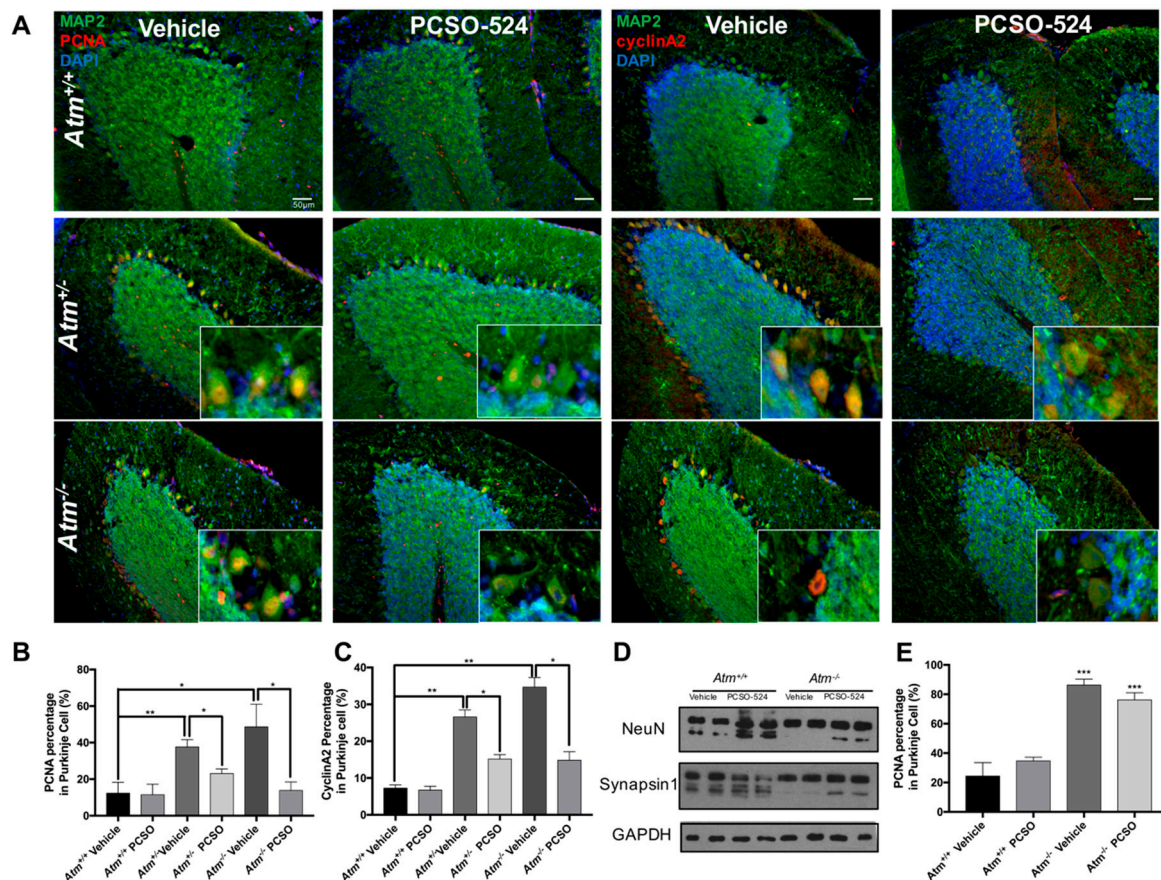 A
MAP2
PCNA
DAPI
Vehicle
PCSO-524
MAP2
cyclinA2
DAPI
Vehicle
PCSO-524
Atm+/+
50µm
Atm+/-
Atm-/-
B
PCNA percentage
in Purkinje Cell (%)
80
60
40
20
0
*
**
*
*
Atm+/+ Vehicle
Atm+/+ PCSO
Atm+/-Vehicle
Atm+/- PCSO
Atm-/- Vehicle
Atm-/- PCSO
C
CyclinA2 Percentage
in Purkinje Cell (%)
40
30
20
10
0
**
**
*
*
Atm+/+ Vehicle
Atm+/+ PCSO
Atm+/-Vehicle
Atm+/- PCSO
Atm-/- Vehicle
Atm-/- PCSO
D
Atm+/+ Atm-/-
Vehicle PCSO-524 Vehicle PCSO-524
NeuN
Synapsin1
GAPDH
E
PCNA percentage
in Purkinje Cell (%)
100
80
60
40
20
0
***
***
Atm+/+ Vehicle
Atm+/+ PCSO
Atm-/- Vehicle
Atm-/- PCSO